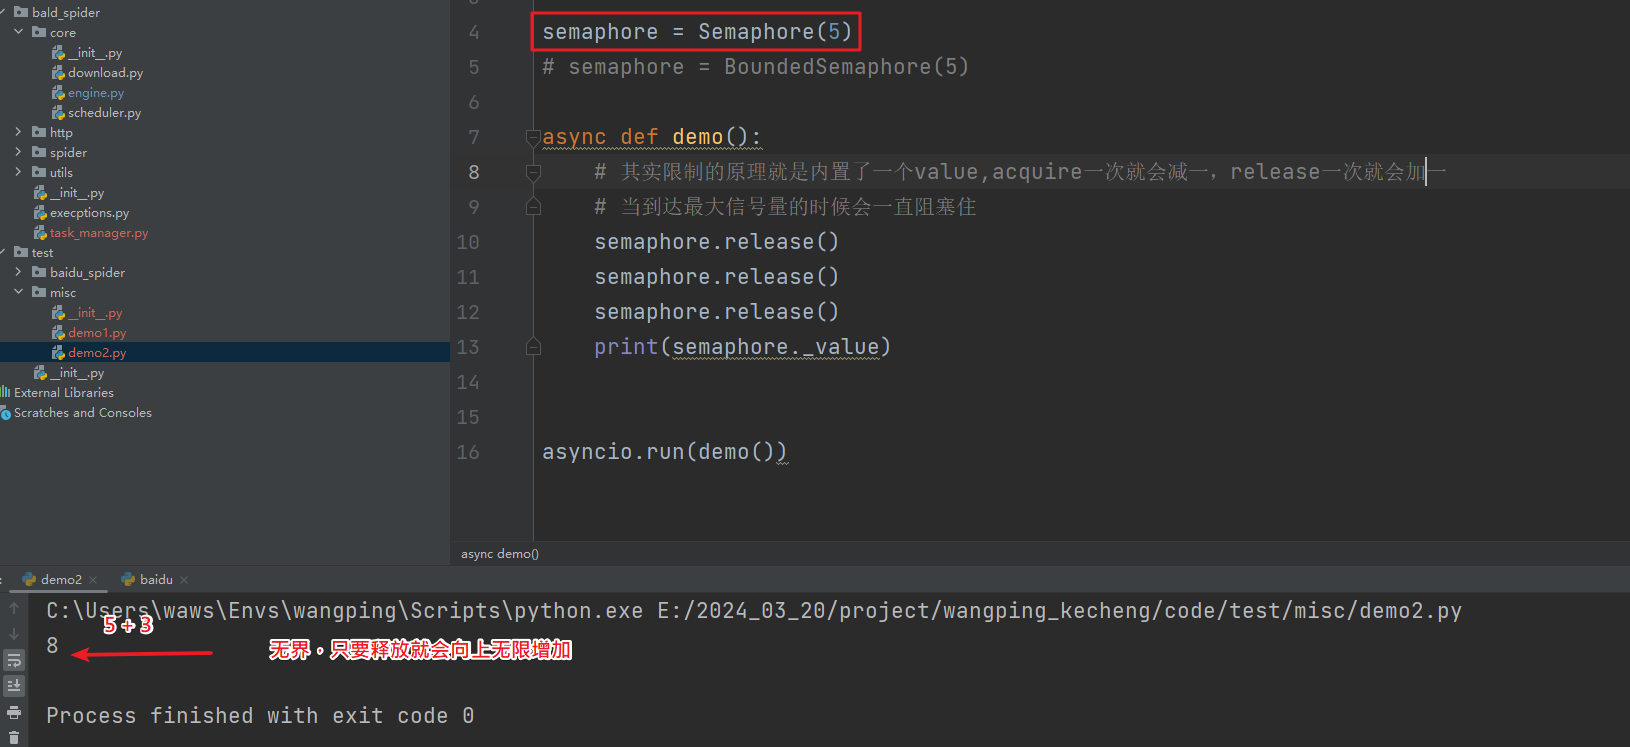 bald_spider
core
__init__.py
download.py
engine.py
scheduler.py
http
spider
utils
__init__.py
execptions.py
task_manager.py
test
baidu_spider
misc
__init__.py
demo1.py
demo2.py
__init__.py
External Libraries
Scratches and Consoles
4 semaphore = Semaphore(5)
5 # semaphore = BoundedSemaphore(5)
6
7 async def demo():
8 # 其实限制的原理就是内置了一个value,acquire一次就会减一，release一次就会加一
9 # 当到达最大信号量的时候会一直阻塞住
10 semaphore.release()
11 semaphore.release()
12 semaphore.release()
13 print(semaphore._value)
14
15
16 asyncio.run(demo())
async demo()
: demo2 × baidu ×
C:\Users\waws\Envs\wangping\Scripts\python.exe E:/2024_03_20/project/wangping_kecheng/code/test/misc/demo2.py
5 + 3
8
无界，只要释放就会向上无限增加
Process finished with exit code 0